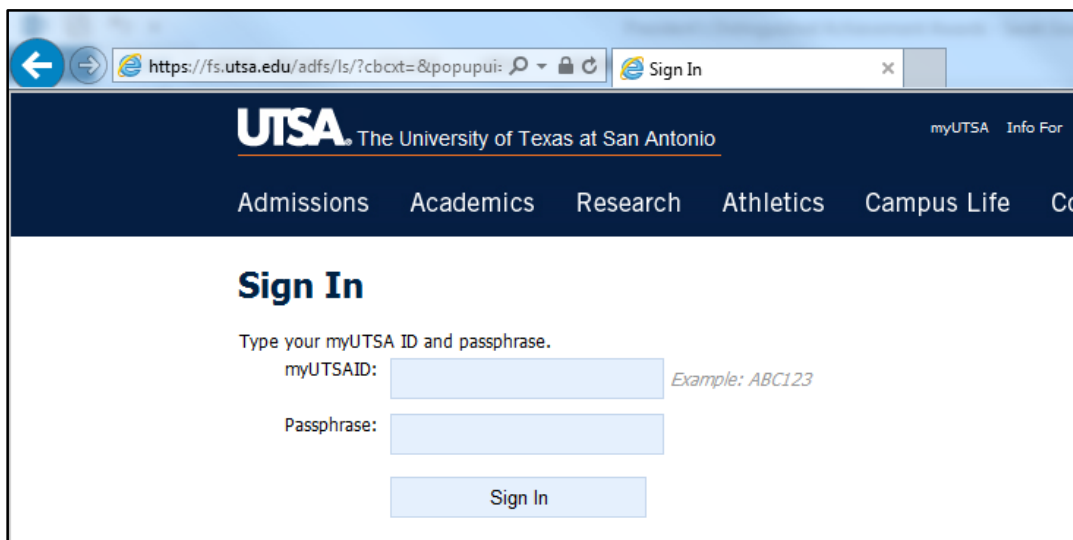 https://fs.utsa.edu/adfs/ls/?cbcxt=&popupui:
Sign In
UTSA. The University of Texas at San Antonio
myUTSA Info For
Admissions Academics Research Athletics Campus Life Co
Sign In
Type your myUTSA ID and passphrase.
myUTSAID:
Example: ABC123
Passphrase:
Sign In